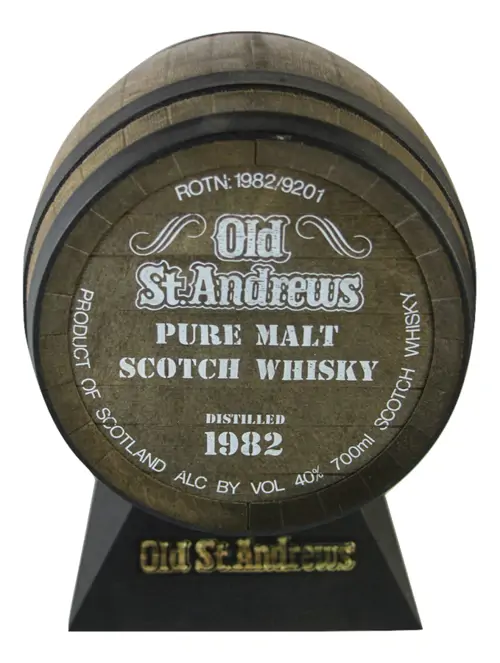 ROTN: 1982/9201
Old
St. Andrews
PURE MALT
SCOTCH WHISKY
DISTILLED
1982
PRODUCT OF SCOTLAND ALC BY VOL 40% 700ml SCOTCH WHISKY
Old St. Andrews